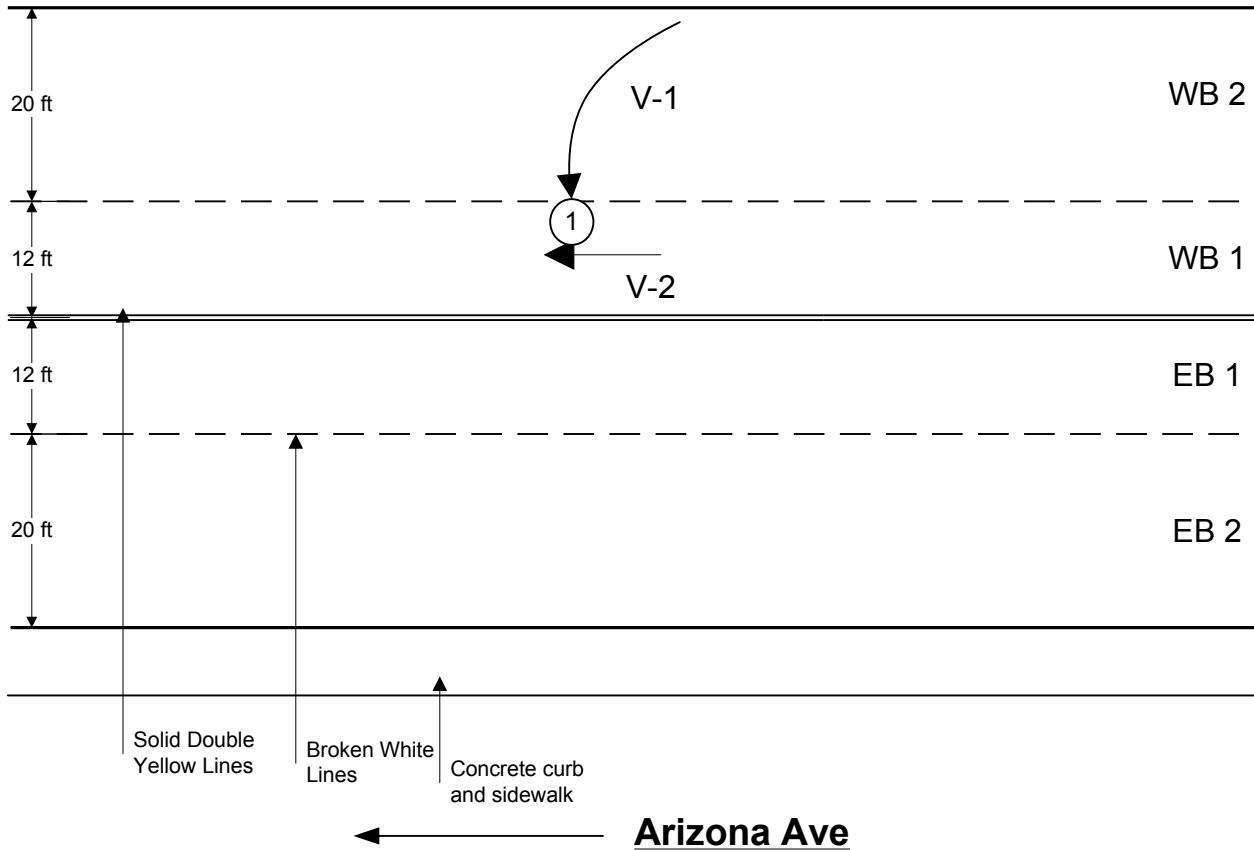 20 ft
V-1
WB 2
1
12 ft
V-2
WB 1
12 ft
EB 1
20 ft
EB 2
Solid Double
Yellow Lines
Broken White
Lines
Concrete curb
and sidewalk
Arizona Ave